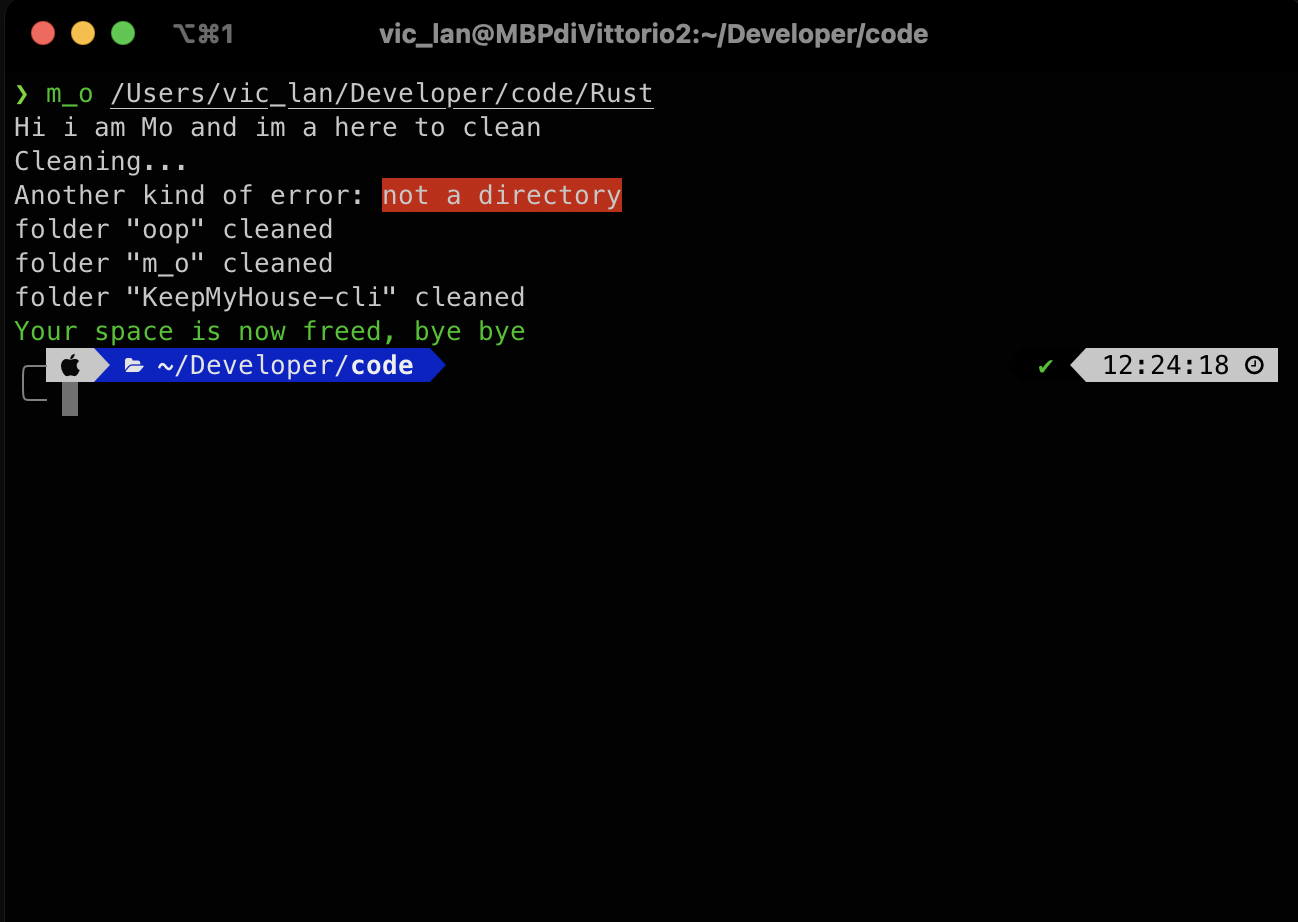 ⌥⌘1 vic_lan@MBPdiVittorio2:~/Developer/code
❯ m_o /Users/vic_lan/Developer/code/Rust
Hi i am Mo and im a here to clean
Cleaning...
Another kind of error: not a directory
folder "oop" cleaned
folder "m_o" cleaned
folder "KeepMyHouse-cli" cleaned
Your space is now freed, bye bye
~/Developer/code ✔ 12:24:18